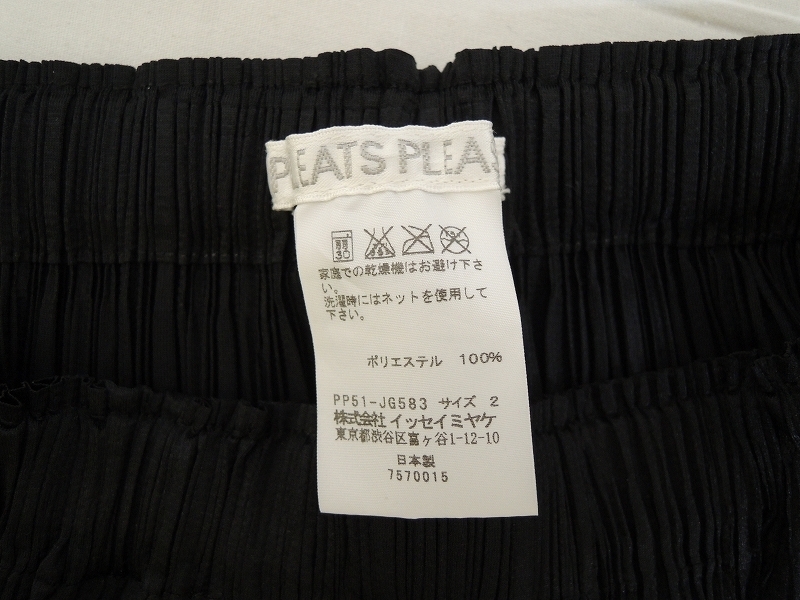 PLEATS PLEAS
弱
30
家庭での乾燥機はお避け下さ
い。
洗濯時にはネットを使用して
下さい。
ポリエステル 100%
PP51-JG583 サイズ 2
株式会社 イッセイミヤケ
東京都渋谷区富ヶ谷1-12-10
日本製
7570015